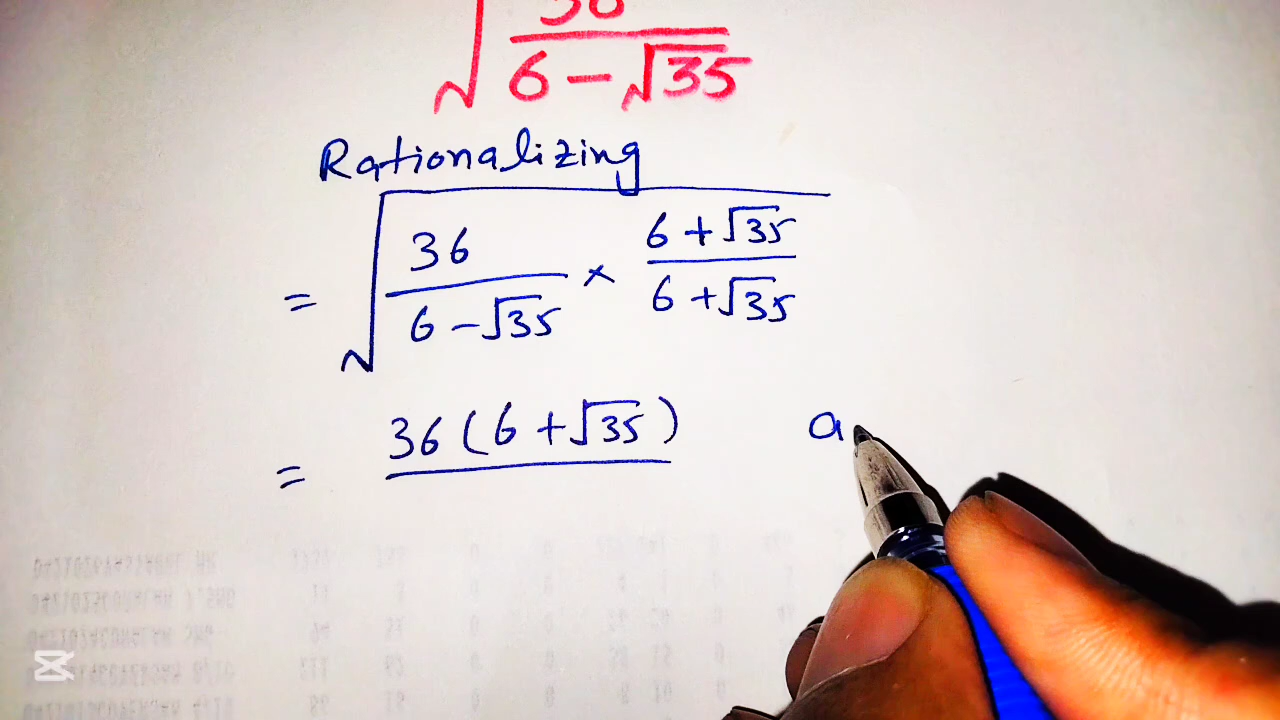 √(36/(6-√35))
Rationalizing
= √(36/(6-√35) × (6+√35)/(6+√35))
= 36(6+√35)
a